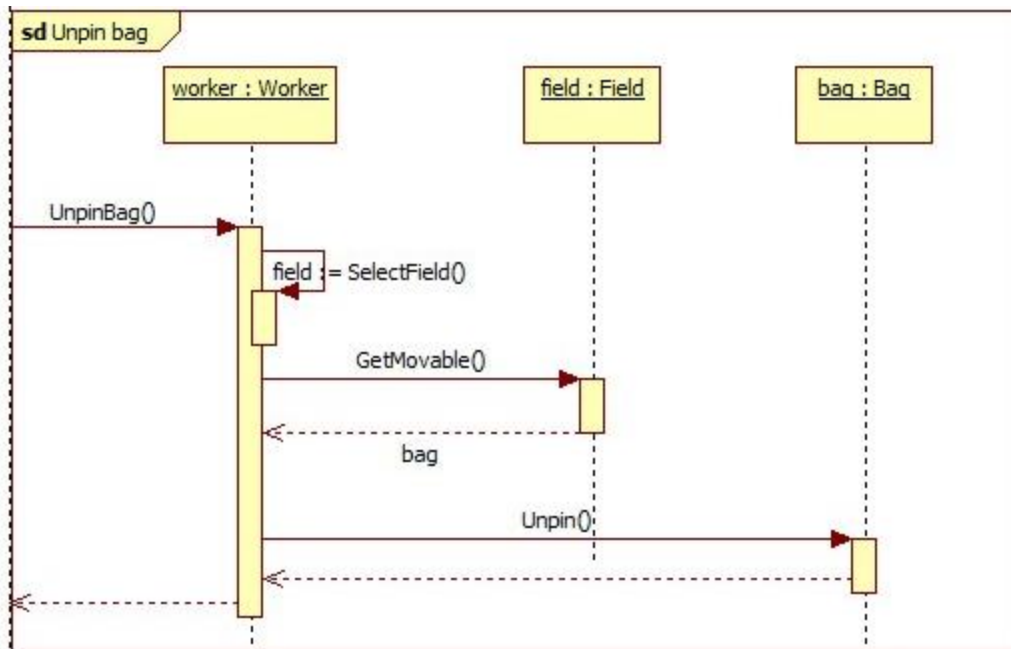 sd Unpin bag
worker : Worker
field : Field
bag : Bag
UnpinBag()
field := SelectField()
GetMovable()
bag
Unpin()